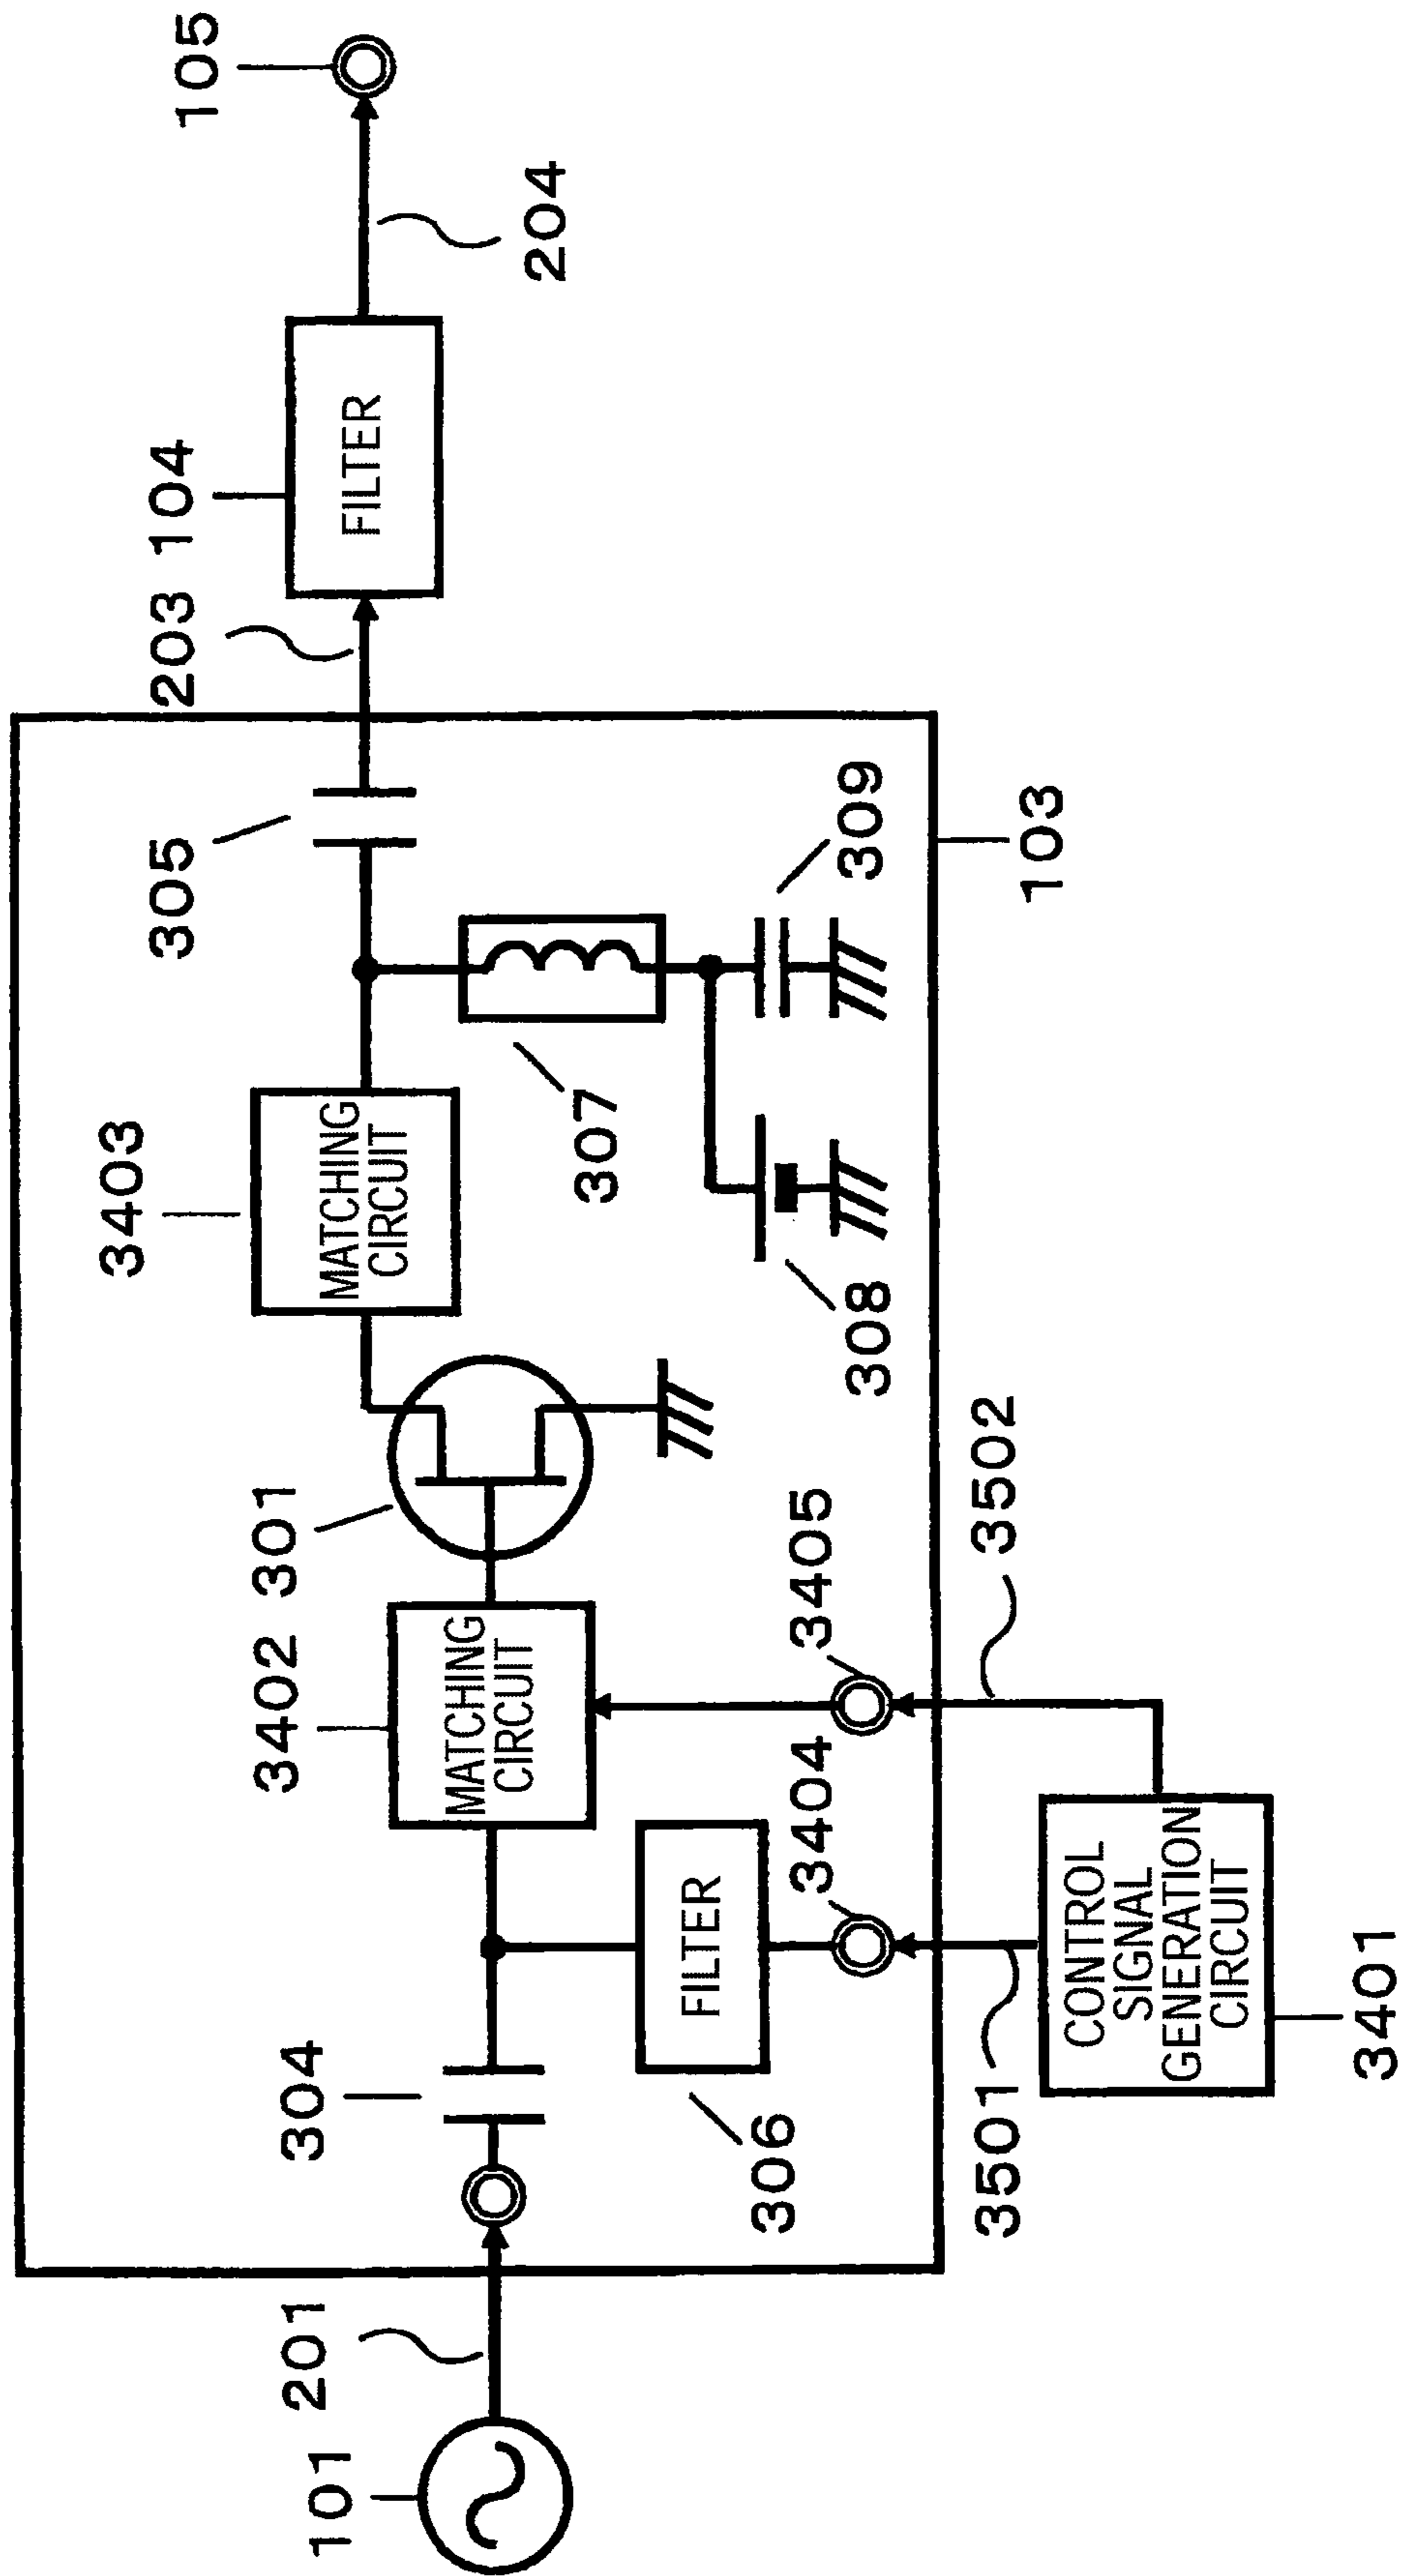 105
204
104
FILTER
203
305
309
103
307
3403
MATCHING
CIRCUIT
308
301
3502
3405
3402
MATCHING
CIRCUIT
3404
FILTER
CONTROL
SIGNAL
GENERATION
CIRCUIT
3401
304
306
3501
201
101